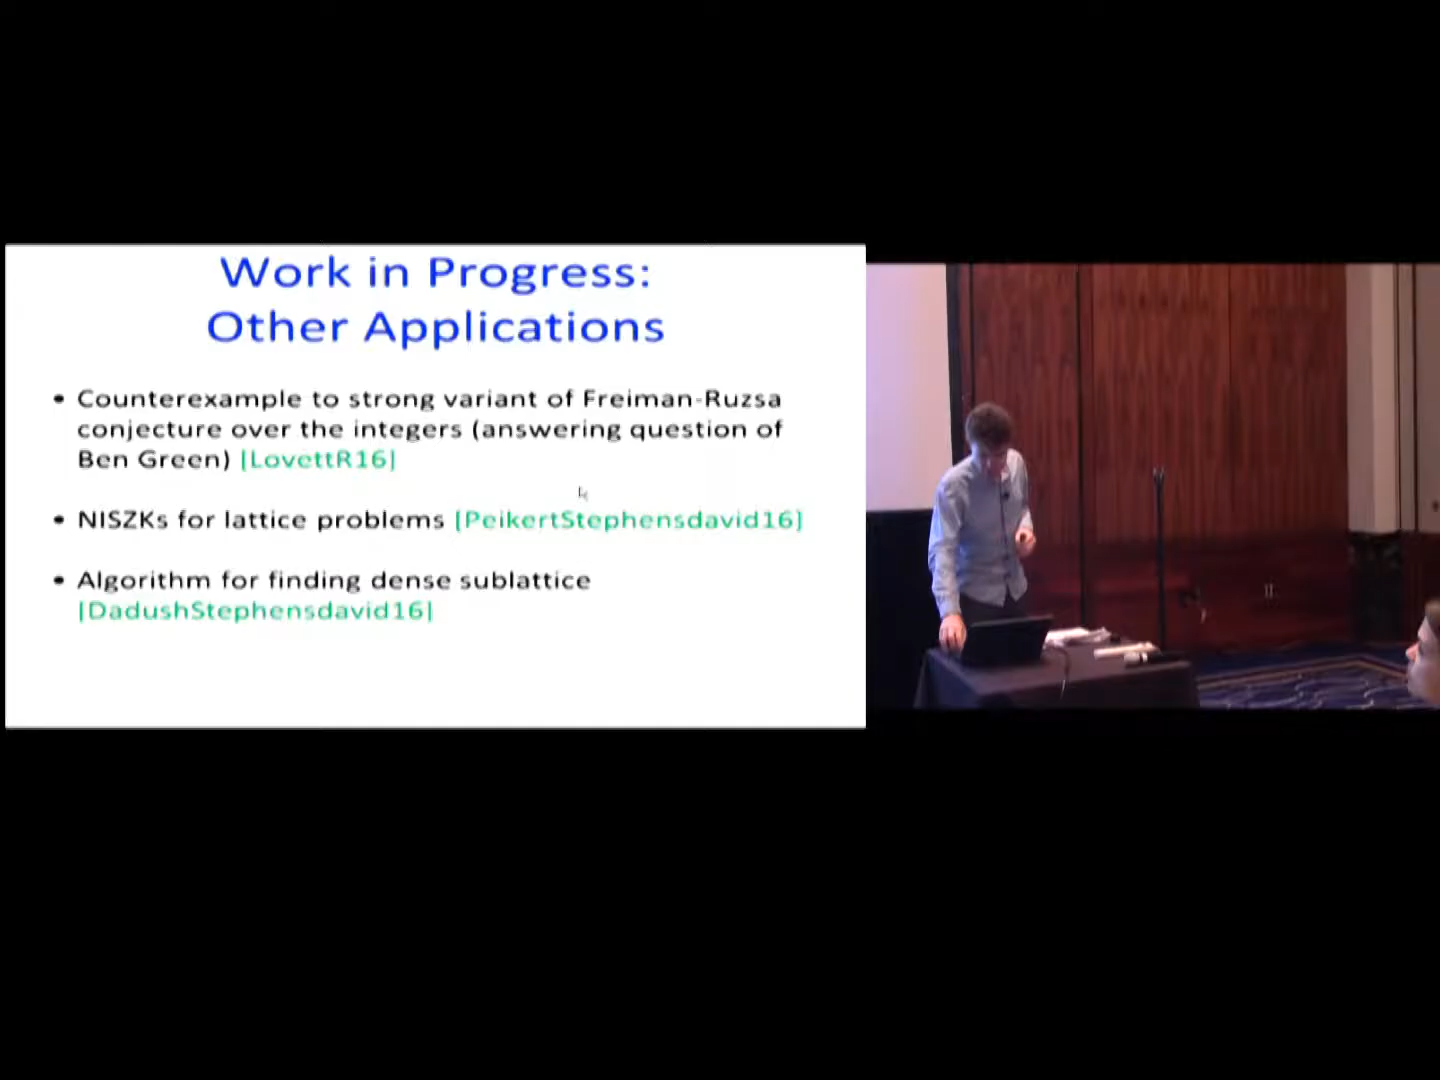 Work in Progress:
Other Applications
• Counterexample to strong variant of Freiman-Ruzsa
conjecture over the integers (answering question of
Ben Green) [LovettR16]
• NISZKs for lattice problems [PeikertStephensdavid16]
• Algorithm for finding dense sublattice
[DadushStephensdavid16]